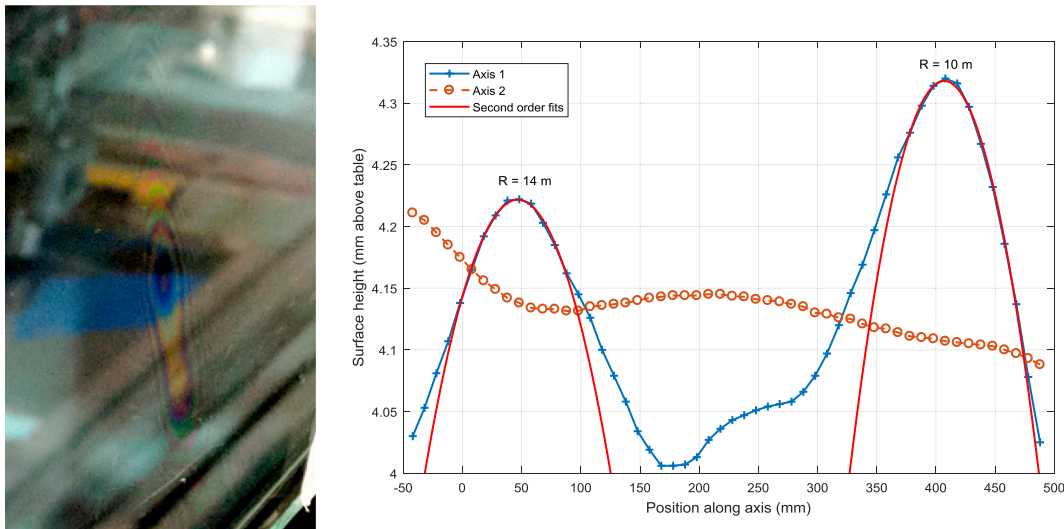 4.35
4.3
4.25
4.2
4.15
4.1
4.05
4
Surface height (mm above table)
Axis 1
Axis 2
Second order fits
R = 14 m
R = 10 m
-50 0 50 100 150 200 250 300 350 400 450 500
Position along axis (mm)